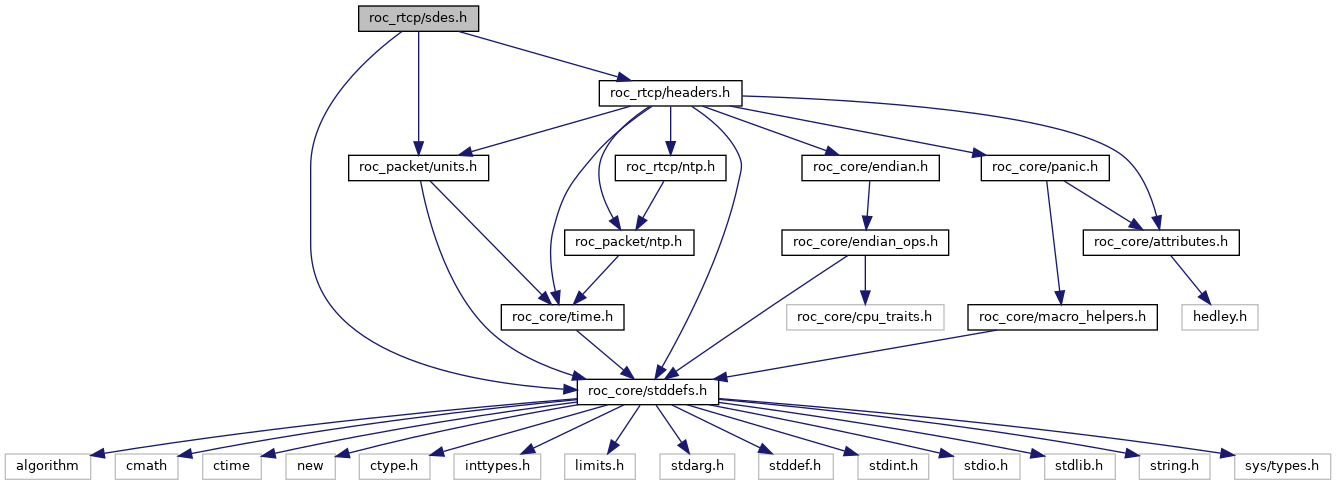 roc_rtcp/sdes.h
roc_rtcp/headers.h
roc_packet/units.h
roc_rtcp/ntp.h
roc_core/endian.h
roc_core/panic.h
roc_packet/ntp.h
roc_core/endian_ops.h
roc_core/attributes.h
roc_core/time.h
roc_core/cpu_traits.h
roc_core/macro_helpers.h
hedley.h
roc_core/stddefs.h
algorithm
cmath
ctime
new
ctype.h
inttypes.h
limits.h
stdarg.h
stddef.h
stdint.h
stdio.h
stdlib.h
string.h
sys/types.h